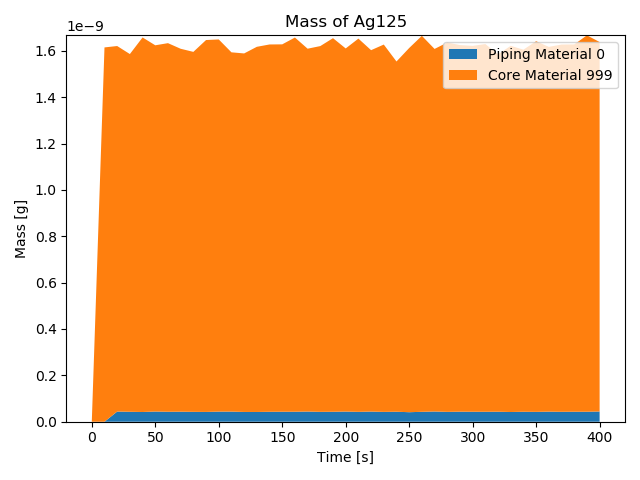 Mass of Ag125
1e−9
Piping Material 0
Core Material 999
1.6
1.4
1.2
1.0
0.8
0.6
0.4
0.2
0.0
Mass [g]
0 50 100 150 200 250 300 350 400
Time [s]